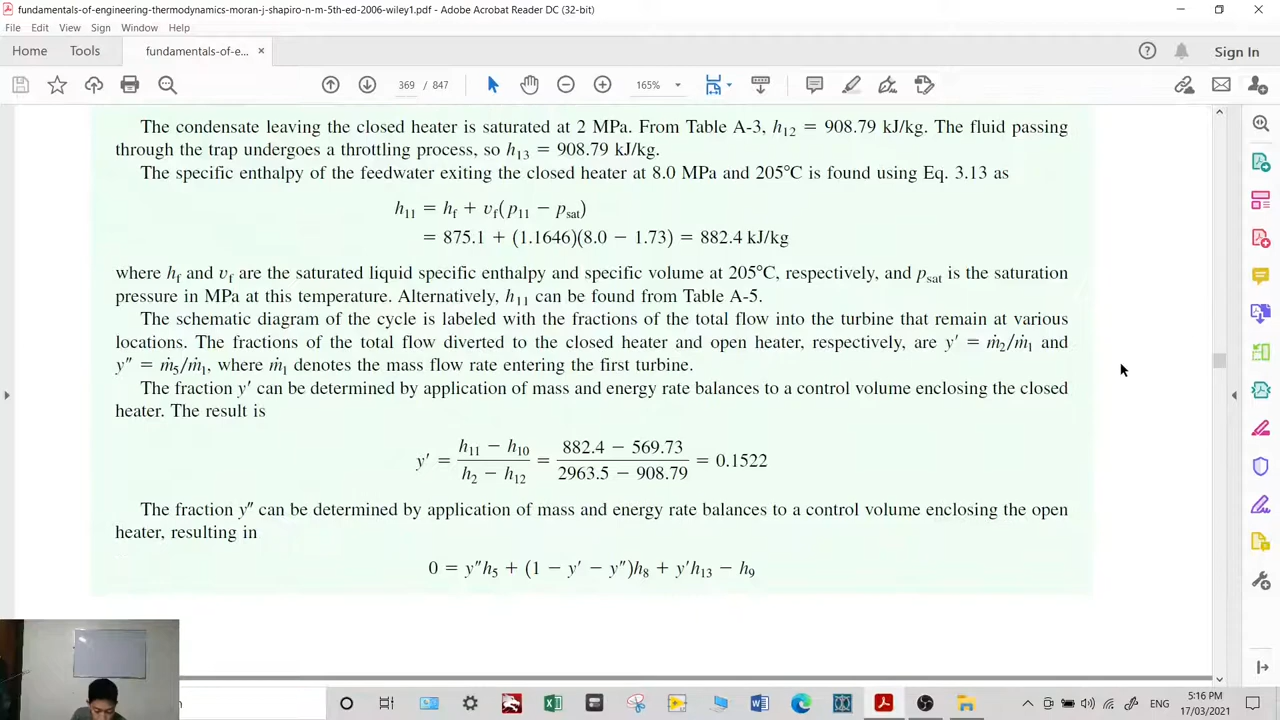 fundamentals-of-engineering-thermodynamics-moran-j-shapiro-n-m-5th-ed-2006-wiley1.pdf - Adobe Acrobat Reader DC (32-bit)
File Edit View Sign Window Help
Home Tools fundamentals-of-e... × Sign In
369 / 847 165%
The condensate leaving the closed heater is saturated at 2 MPa. From Table A-3, h₁₂ = 908.79 kJ/kg. The fluid passing
through the trap undergoes a throttling process, so h₁₃ = 908.79 kJ/kg.
The specific enthalpy of the feedwater exiting the closed heater at 8.0 MPa and 205°C is found using Eq. 3.13 as
h₁₁ = h_f + v_f(p₁₁ − p_sat)
= 875.1 + (1.1646)(8.0 − 1.73) = 882.4 kJ/kg
where h_f and v_f are the saturated liquid specific enthalpy and specific volume at 205°C, respectively, and p_sat is the saturation
pressure in MPa at this temperature. Alternatively, h₁₁ can be found from Table A-5.
The schematic diagram of the cycle is labeled with the fractions of the total flow into the turbine that remain at various
locations. The fractions of the total flow diverted to the closed heater and open heater, respectively, are y′ = ṁ₂/ṁ₁ and
y″ = ṁ₅/ṁ₁, where ṁ₁ denotes the mass flow rate entering the first turbine.
The fraction y′ can be determined by application of mass and energy rate balances to a control volume enclosing the closed
heater. The result is
y′ = (h₁₁ − h₁₀)/(h₂ − h₁₂) = (882.4 − 569.73)/(2963.5 − 908.79) = 0.1522
The fraction y″ can be determined by application of mass and energy rate balances to a control volume enclosing the open
heater, resulting in
0 = y″h₅ + (1 − y′ − y″)h₈ + y′h₁₃ − h₉
ENG
5:16 PM
17/03/2021